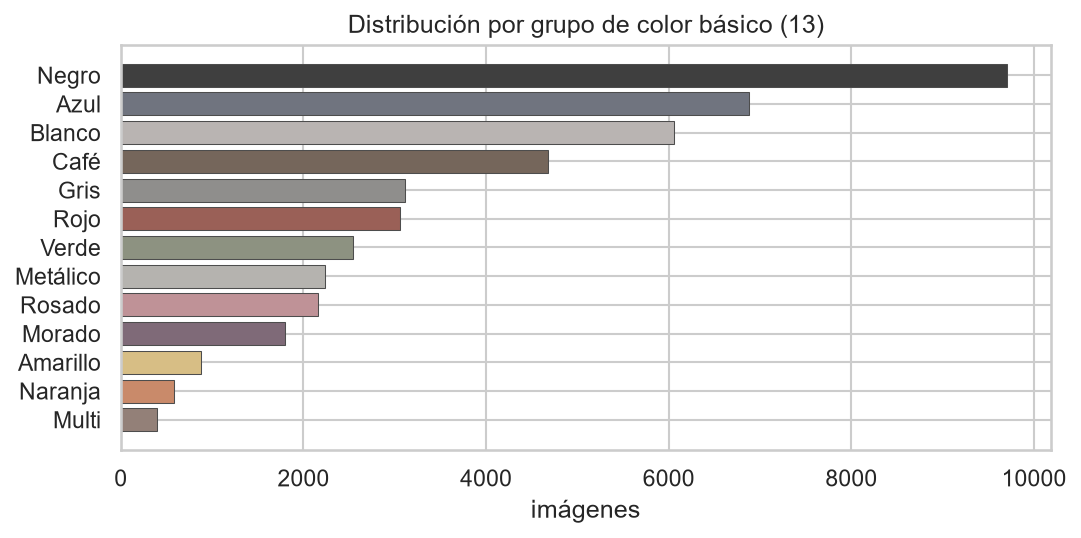 Distribución por grupo de color básico (13)
Negro
Azul
Blanco
Café
Gris
Rojo
Verde
Metálico
Rosado
Morado
Amarillo
Naranja
Multi
0 2000 4000 6000 8000 10000
imágenes